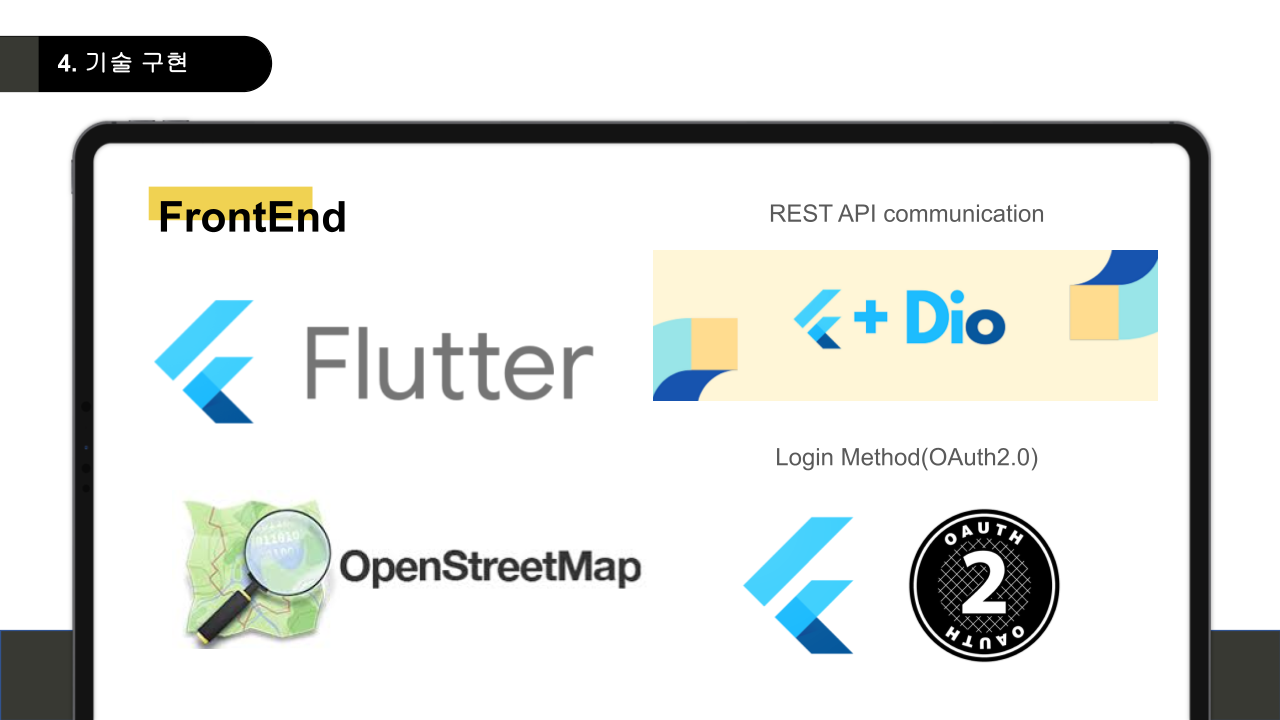 4. 기술 구현
FrontEnd
REST API communication
Flutter
+ Dio
Login Method(OAuth2.0)
OpenStreetMap
OAUTH
2
OAUTH